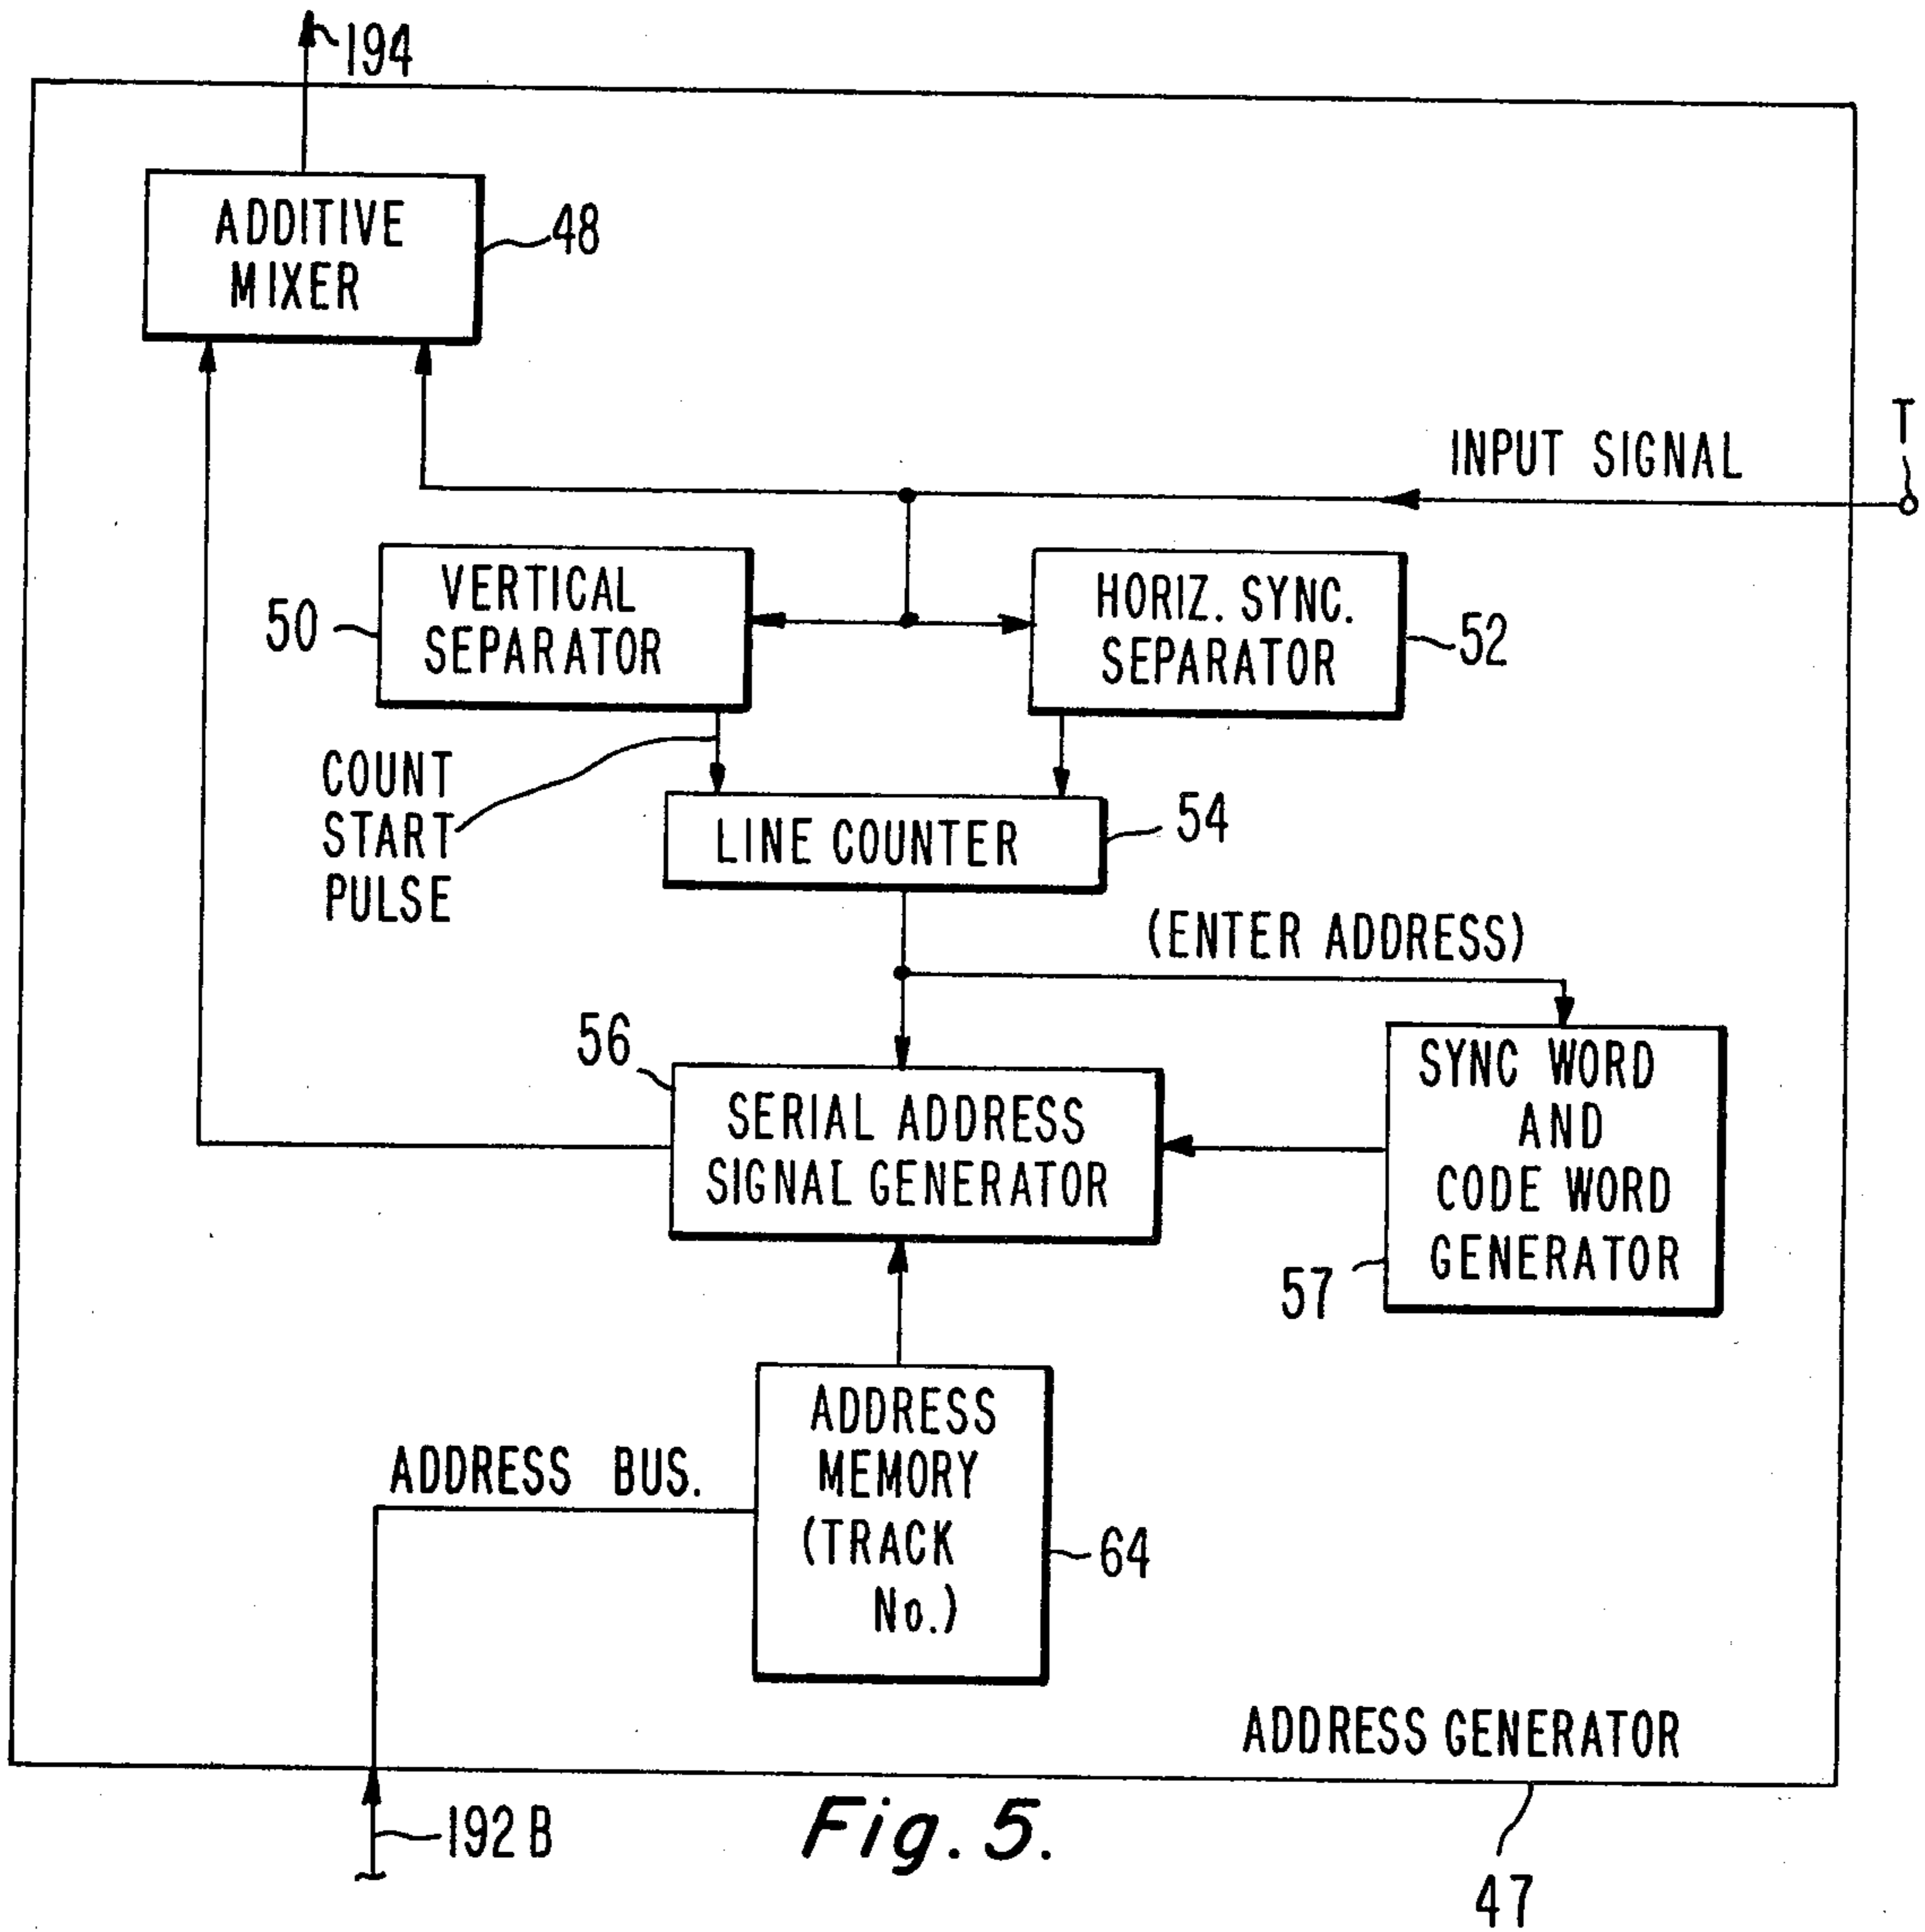 194
ADDITIVE
MIXER
48
T
INPUT SIGNAL
VERTICAL
SEPARATOR
50
HORIZ. SYNC.
SEPARATOR
52
COUNT
START
PULSE
LINE COUNTER
54
(ENTER ADDRESS)
56
SERIAL ADDRESS
SIGNAL GENERATOR
SYNC WORD
AND
CODE WORD
GENERATOR
57
ADDRESS
MEMORY
(TRACK
No.)
64
ADDRESS BUS.
ADDRESS GENERATOR
192 B
Fig. 5.
47